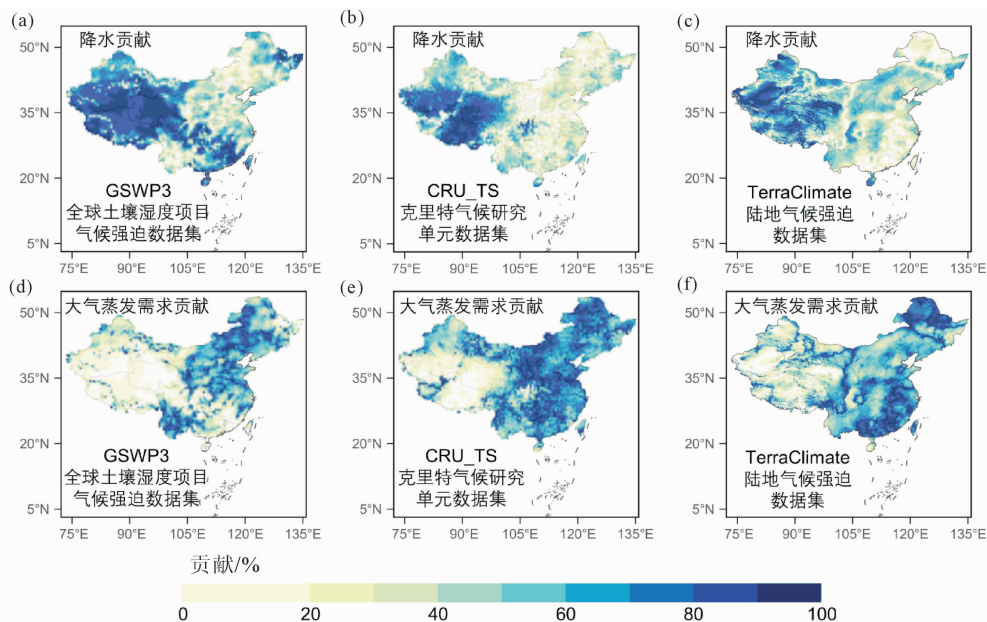 (a)
降水贡献
50°N
35°N
20°N
5°N
GSWP3
全球土壤湿度项目
气候强迫数据集
75°E 90°E 105°E 120°E 135°E
(b)
降水贡献
50°N
35°N
20°N
5°N
CRU_TS
克里特气候研究
单元数据集
75°E 90°E 105°E 120°E 135°E
(c)
降水贡献
50°N
35°N
20°N
5°N
TerraClimate
陆地气候强迫
数据集
75°E 90°E 105°E 120°E 135°E
(d)
大气蒸发需求贡献
50°N
35°N
20°N
5°N
GSWP3
全球土壤湿度项目
气候强迫数据集
75°E 90°E 105°E 120°E 135°E
(e)
大气蒸发需求贡献
50°N
35°N
20°N
5°N
CRU_TS
克里特气候研究
单元数据集
75°E 90°E 105°E 120°E 135°E
(f)
大气蒸发需求贡献
50°N
35°N
20°N
5°N
TerraClimate
陆地气候强迫
数据集
75°E 90°E 105°E 120°E 135°E
贡献/%
0 20 40 60 80 100